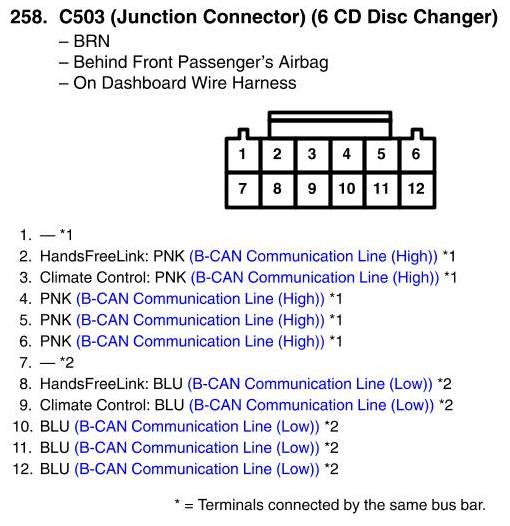 258. C503 (Junction Connector) (6 CD Disc Changer)
– BRN
– Behind Front Passenger's Airbag
– On Dashboard Wire Harness
1 2 3 4 5 6
7 8 9 10 11 12
1. — *1
2. HandsFreeLink: PNK (B-CAN Communication Line (High)) *1
3. Climate Control: PNK (B-CAN Communication Line (High)) *1
4. PNK (B-CAN Communication Line (High)) *1
5. PNK (B-CAN Communication Line (High)) *1
6. PNK (B-CAN Communication Line (High)) *1
7. — *2
8. HandsFreeLink: BLU (B-CAN Communication Line (Low)) *2
9. Climate Control: BLU (B-CAN Communication Line (Low)) *2
10. BLU (B-CAN Communication Line (Low)) *2
11. BLU (B-CAN Communication Line (Low)) *2
12. BLU (B-CAN Communication Line (Low)) *2
* = Terminals connected by the same bus bar.